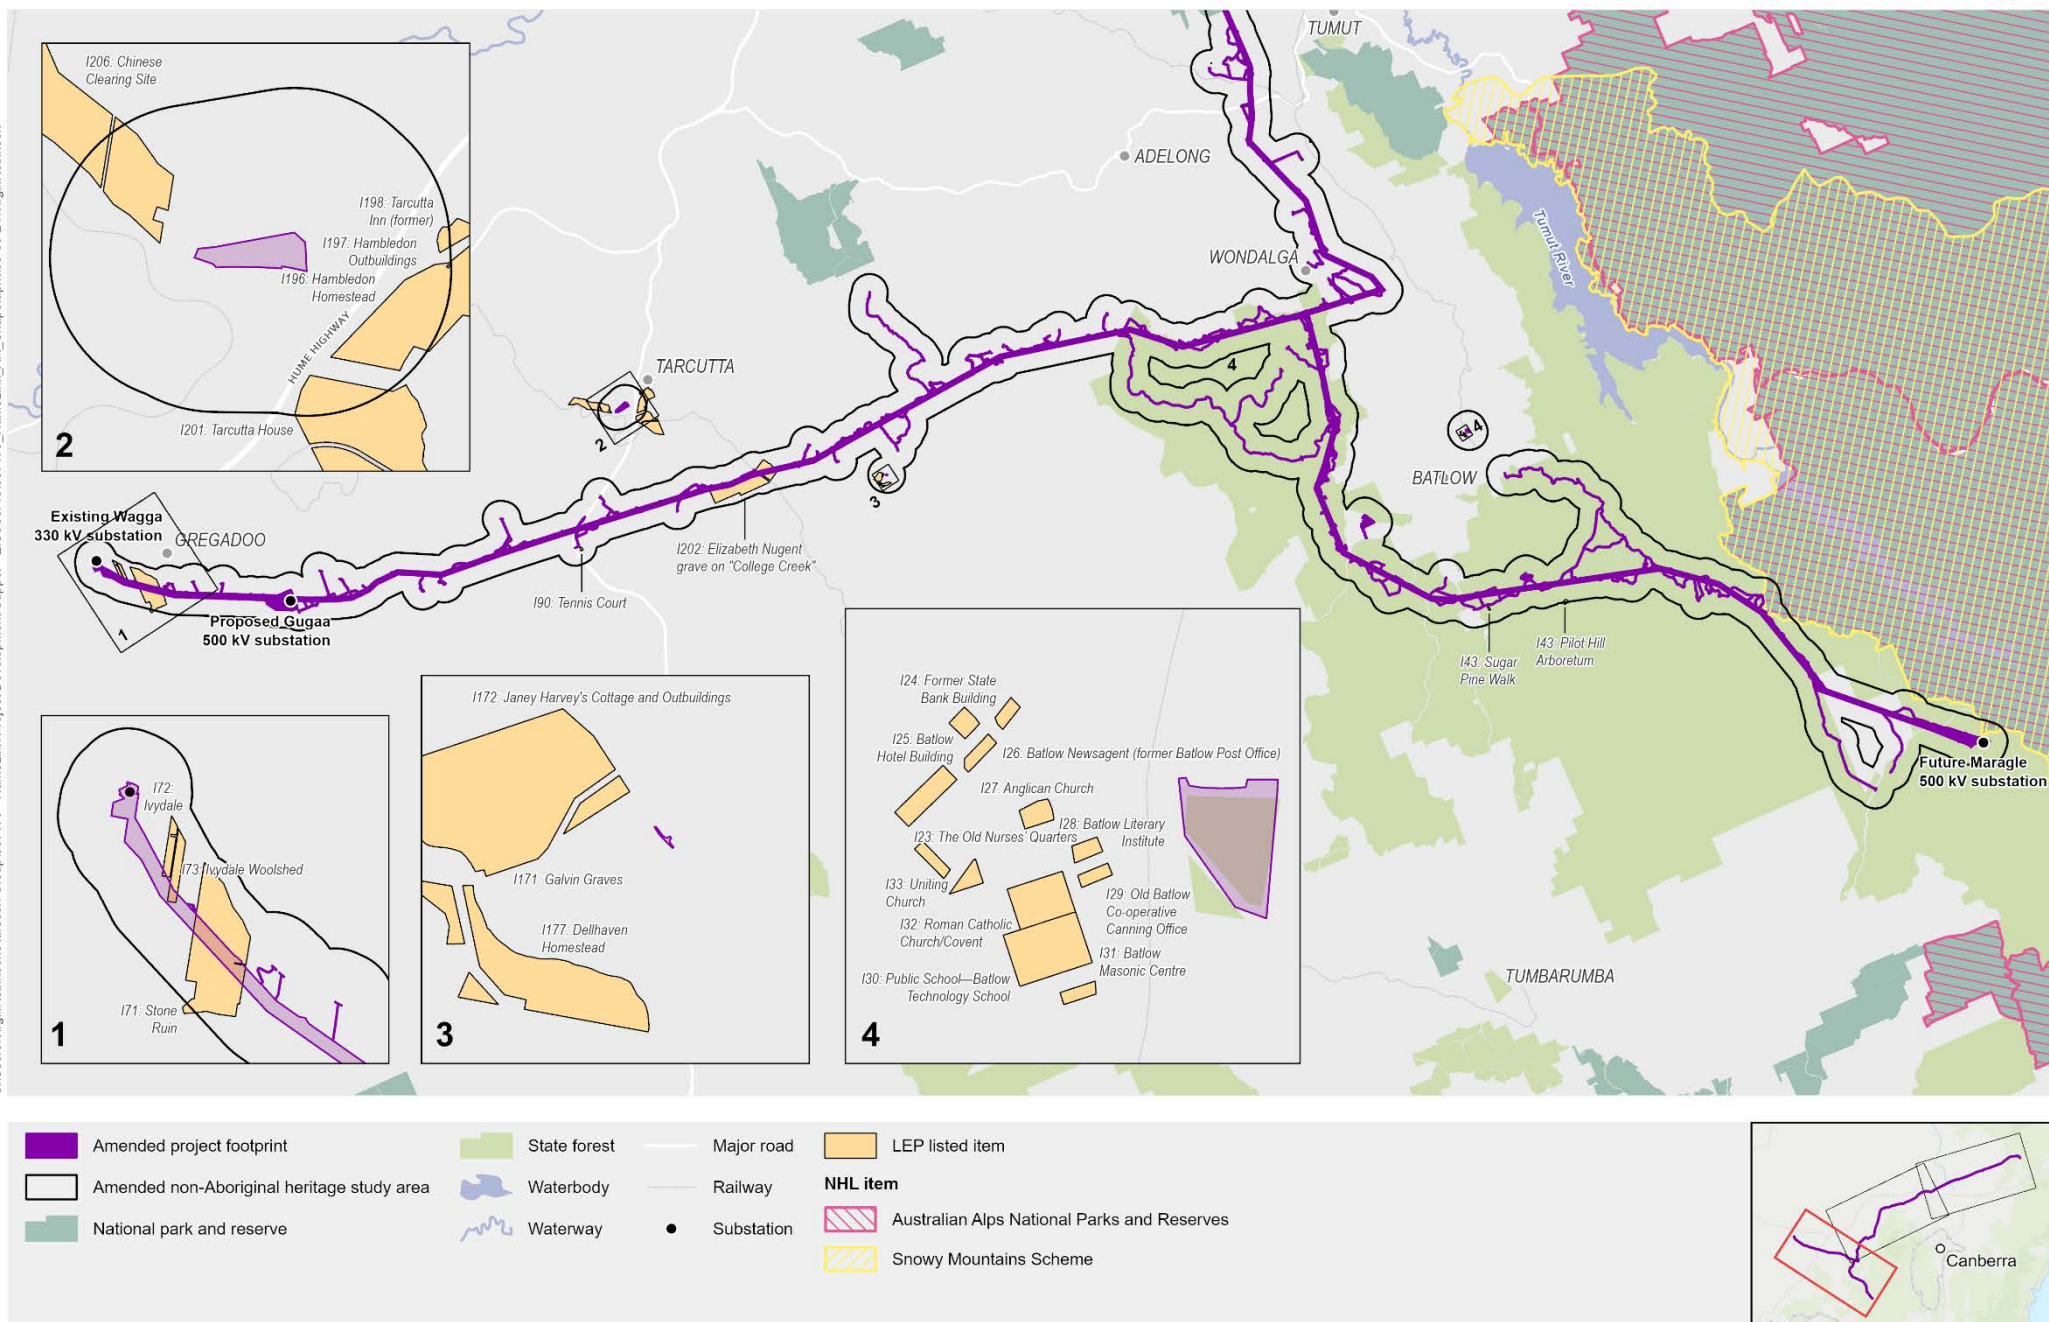 TUMUT
I206: Chinese
Clearing Site
ADELONG
I198: Tarcutta
Inn (former)
I197: Hambledon
Outbuildings
I196: Hambledon
Homestead
HUME HIGHWAY
I201: Tarcutta House
2
Tumut River
WONDALGA
TARCUTTA
2
4
4
3
BATLOW
Existing Wagga
330 kV substation
GREGADOO
I202: Elizabeth Nugent
grave on "College Creek"
I90: Tennis Court
Proposed Gugaa
500 kV substation
1
I43: Sugar
Pine Walk
I43: Pilot Hill
Arboretum
Future Maragle
500 kV substation
I72:
Ivydale
I73: Ivydale Woolshed
I71: Stone
Ruin
1
I172: Janey Harvey's Cottage and Outbuildings
I171: Galvin Graves
I177: Dellhaven
Homestead
3
I24: Former State
Bank Building
I25: Batlow
Hotel Building
I26: Batlow Newsagent (former Batlow Post Office)
I27: Anglican Church
I28: Batlow Literary
Institute
I23: The Old Nurses' Quarters
I33: Uniting
Church
I29: Old Batlow
Co-operative
Canning Office
I32: Roman Catholic
Church/Covent
I31: Batlow
Masonic Centre
I30: Public School—Batlow
Technology School
4
TUMBARUMBA
Amended project footprint
Amended non-Aboriginal heritage study area
National park and reserve
State forest
Waterbody
Waterway
Major road
Railway
Substation
LEP listed item
NHL item
Australian Alps National Parks and Reserves
Snowy Mountains Scheme
Canberra